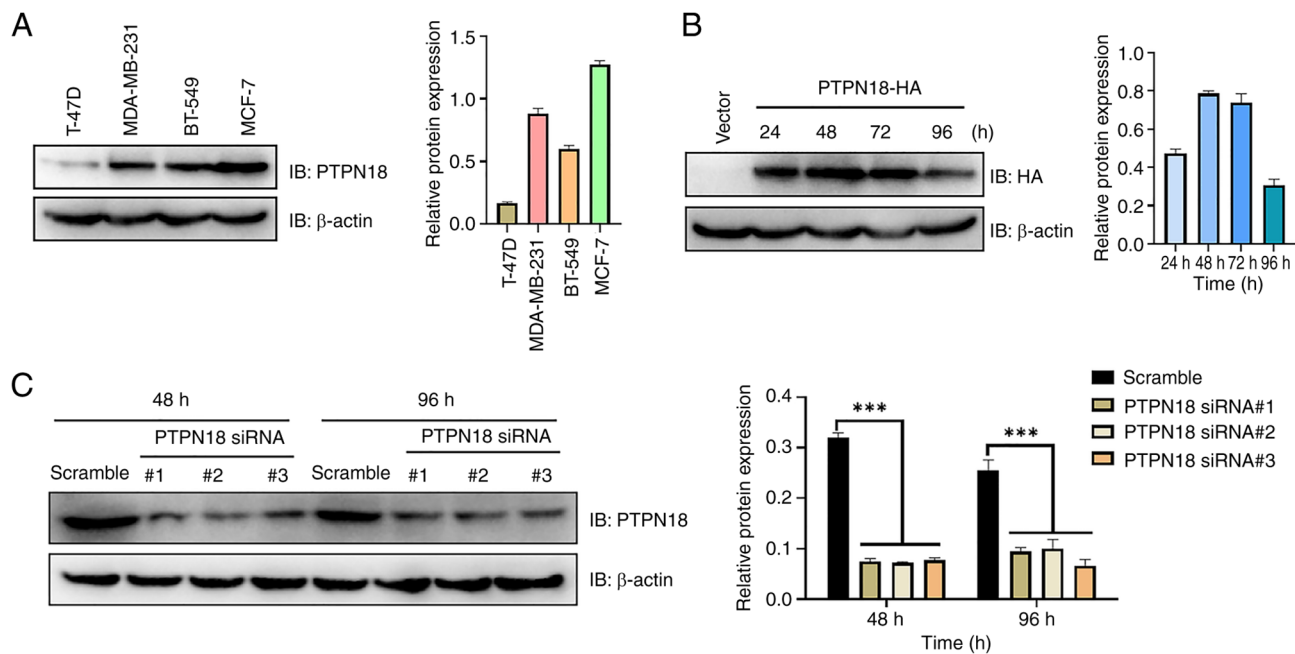 A
T-47D
MDA-MB-231
BT-549
MCF-7
IB: PTPN18
IB: β-actin
Relative protein expression
1.5
1.0
0.5
0.0
T-47D
MDA-MB-231
BT-549
MCF-7
B
PTPN18-HA
Vector
24 48 72 96 (h)
IB: HA
IB: β-actin
Relative protein expression
1.0
0.8
0.6
0.4
0.2
0.0
24 h 48 h 72 h 96 h
Time (h)
C
48 h 96 h
PTPN18 siRNA PTPN18 siRNA
Scramble #1 #2 #3 Scramble #1 #2 #3
IB: PTPN18
IB: β-actin
Relative protein expression
0.4
0.3
0.2
0.1
0.0
*** ***
48 h 96 h
Time (h)
Scramble
PTPN18 siRNA#1
PTPN18 siRNA#2
PTPN18 siRNA#3